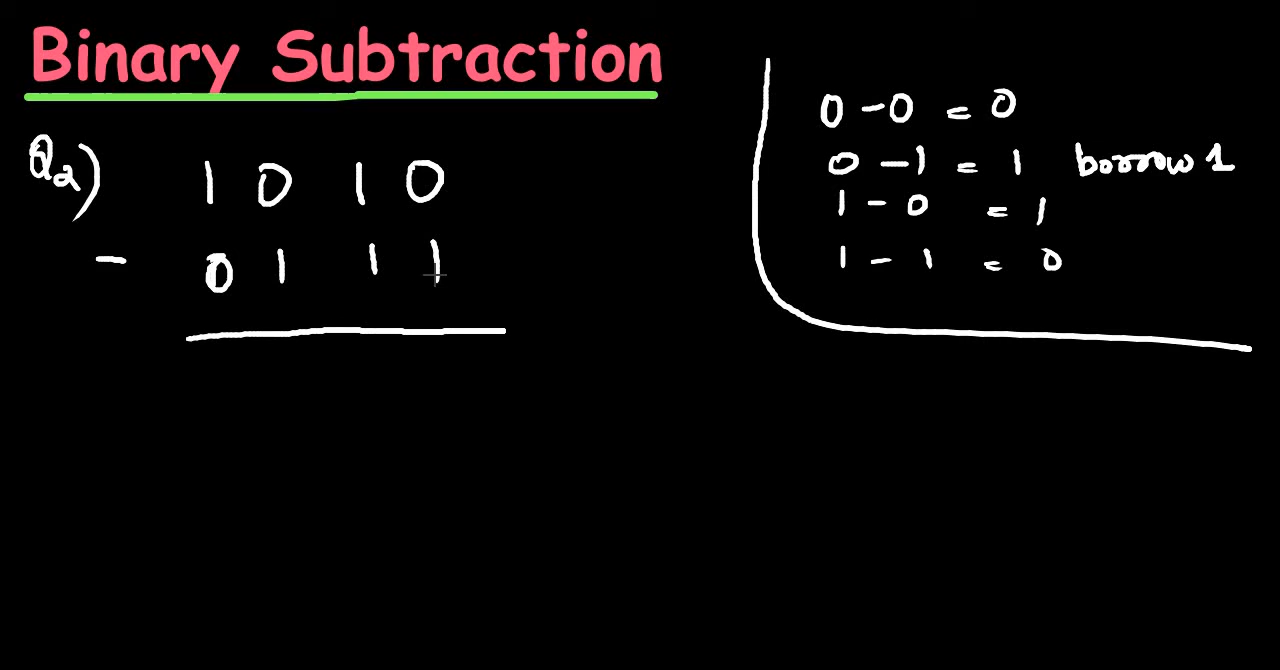 Binary Subtraction
Q2) 1 0 1 0
- 0 1 1 1
0 - 0 = 0
0 - 1 = 1 borrow 1
1 - 0 = 1
1 - 1 = 0